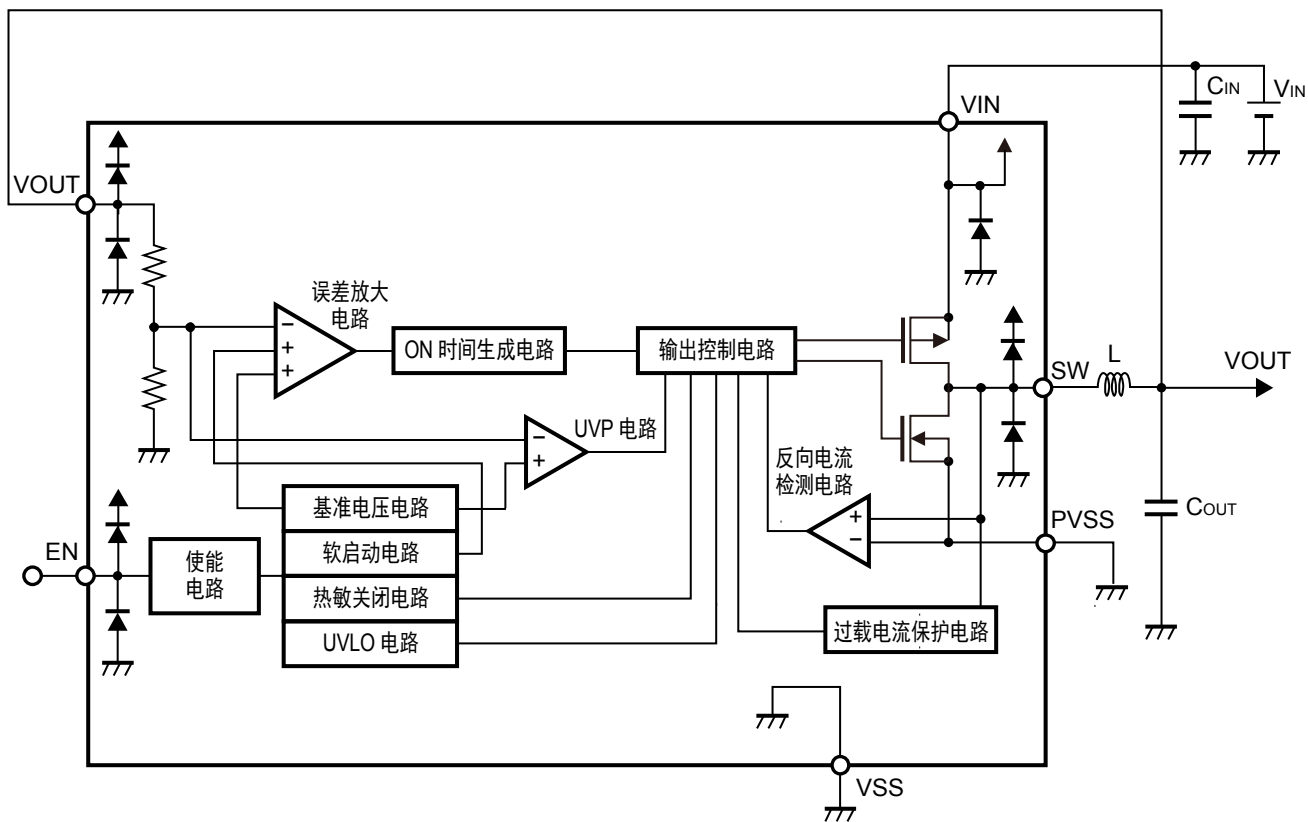 CIN
VIN
VIN
VOUT
误差放大
电路
−
+
+
ON 时间生成电路
输出控制电路
SW
L
VOUT
UVP 电路
−
+
反向电流
检测电路
+
−
基准电压电路
软启动电路
热敏关闭电路
UVLO 电路
COUT
PVSS
EN
使能
电路
过载电流保护电路
VSS